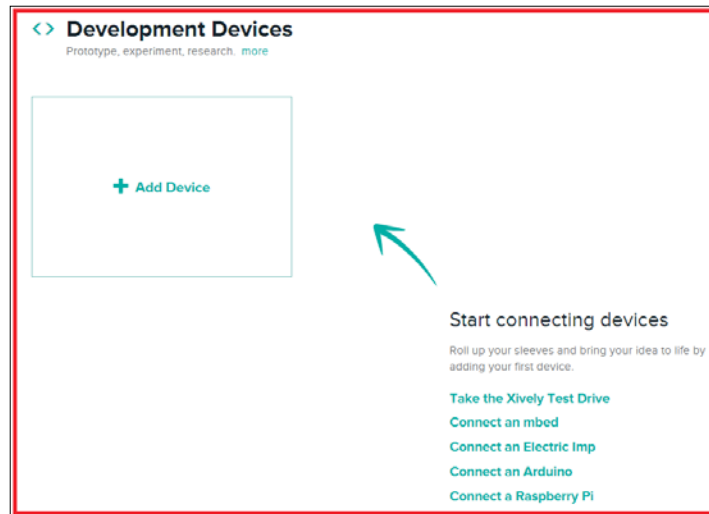 <> Development Devices
Prototype, experiment, research. more
+ Add Device
Start connecting devices
Roll up your sleeves and bring your idea to life by
adding your first device.
Take the Xively Test Drive
Connect an mbed
Connect an Electric Imp
Connect an Arduino
Connect a Raspberry Pi